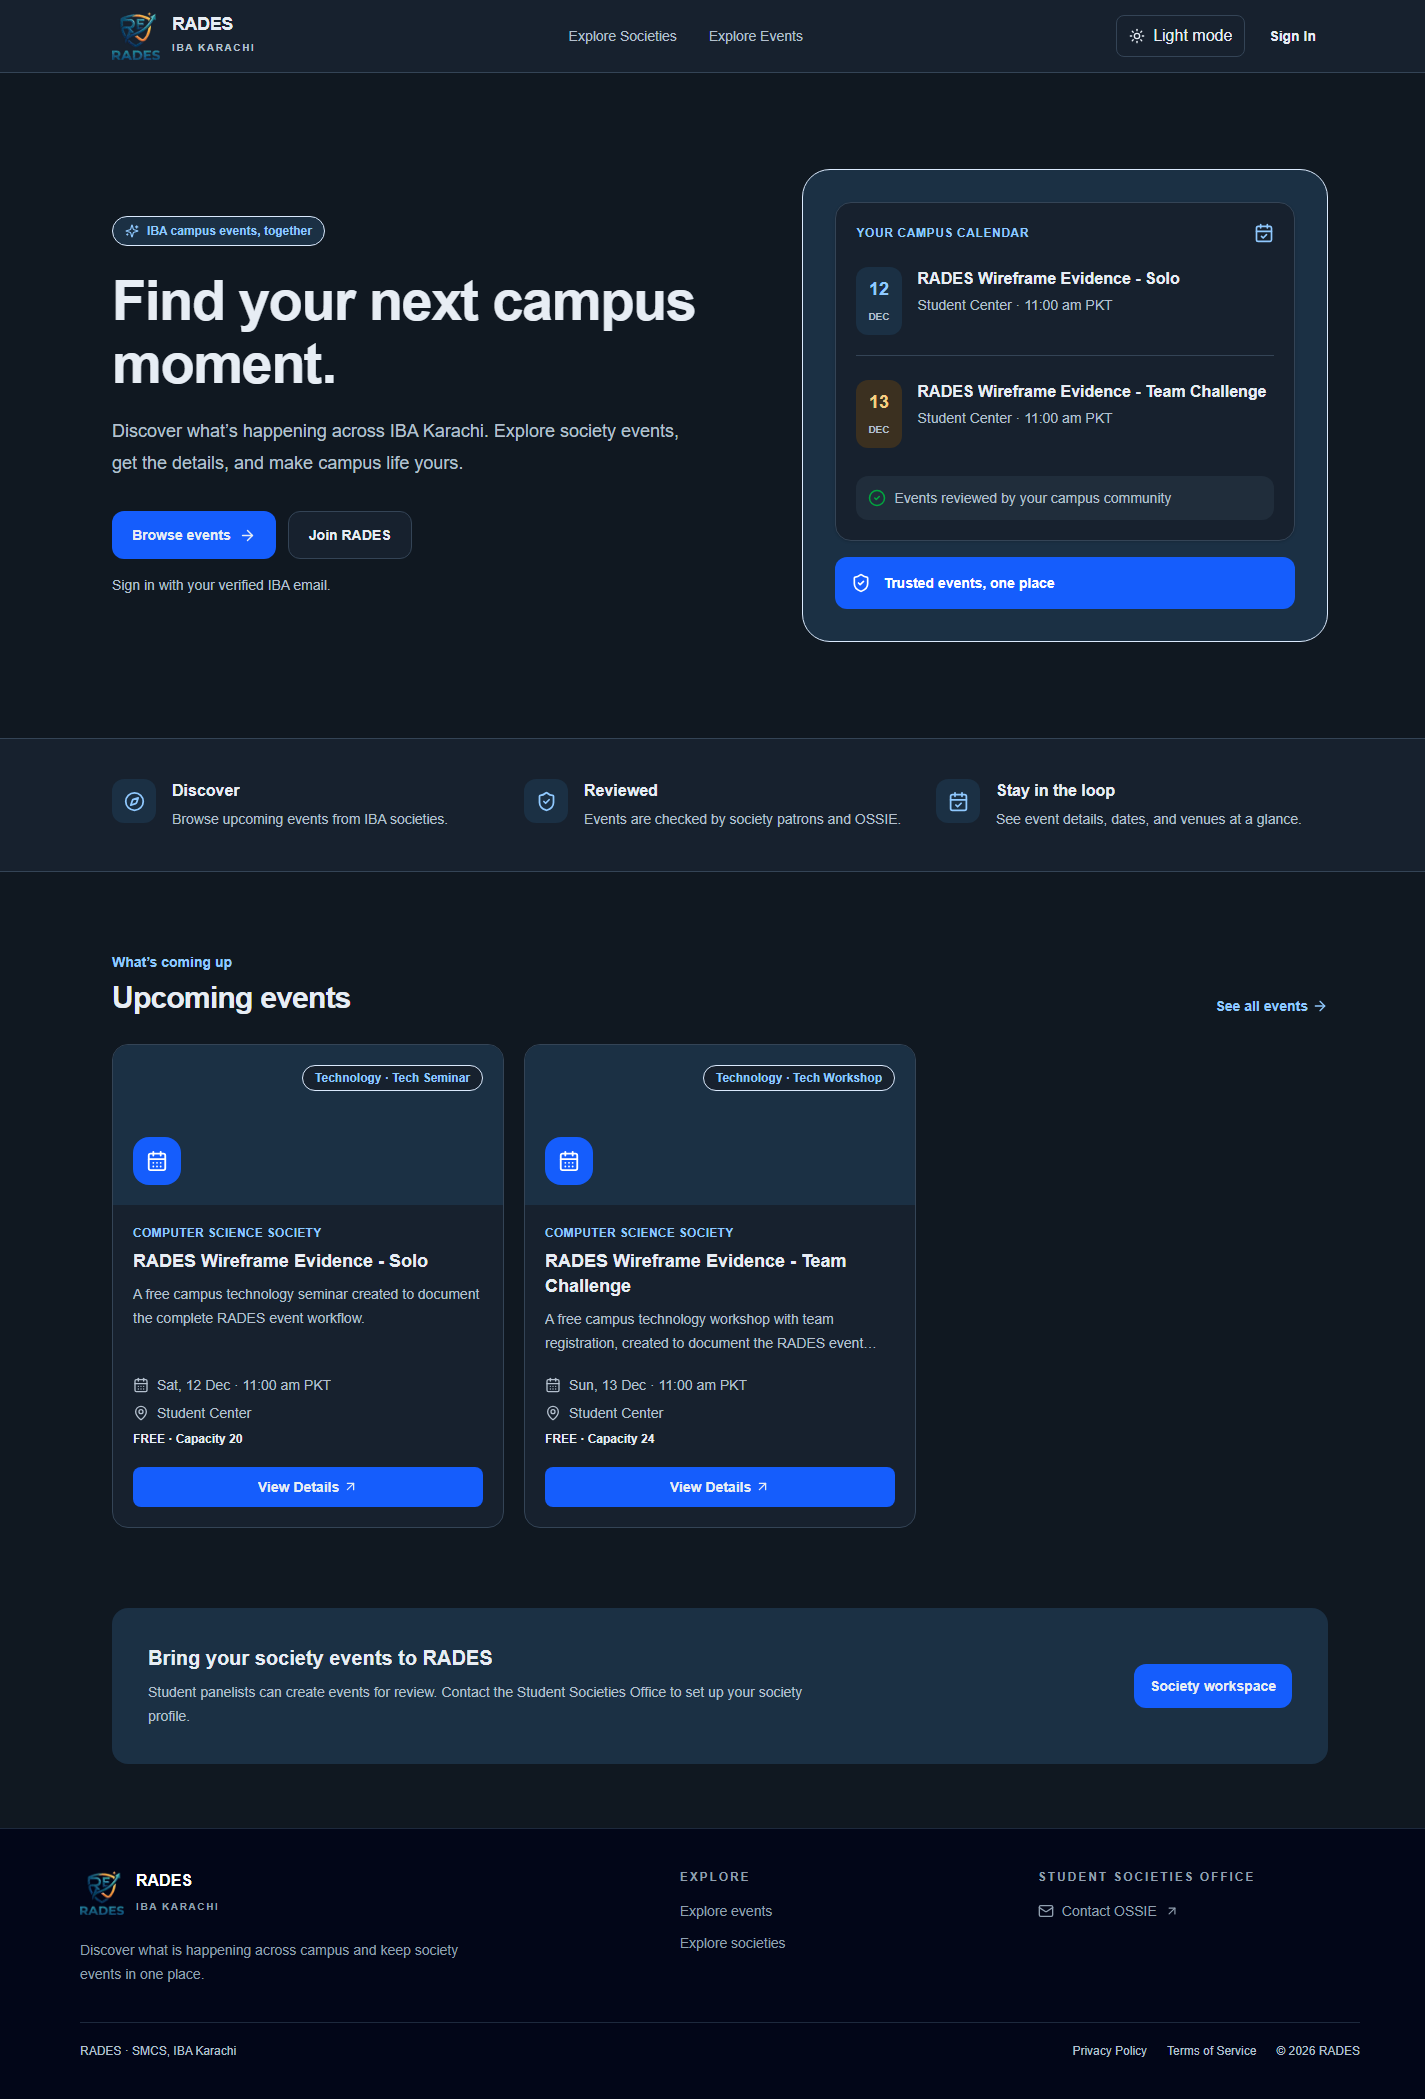 RADES
RADES
IBA KARACHI
Explore Societies
Explore Events
Light mode
Sign In
IBA campus events, together
Find your next campus
moment.
Discover what’s happening across IBA Karachi. Explore society events,
get the details, and make campus life yours.
Browse events
Join RADES
Sign in with your verified IBA email.
YOUR CAMPUS CALENDAR
12
DEC
RADES Wireframe Evidence - Solo
Student Center · 11:00 am PKT
13
DEC
RADES Wireframe Evidence - Team Challenge
Student Center · 11:00 am PKT
Events reviewed by your campus community
Trusted events, one place
Discover
Browse upcoming events from IBA societies.
Reviewed
Events are checked by society patrons and OSSIE.
Stay in the loop
See event details, dates, and venues at a glance.
What’s coming up
Upcoming events
See all events
Technology · Tech Seminar
COMPUTER SCIENCE SOCIETY
RADES Wireframe Evidence - Solo
A free campus technology seminar created to document
the complete RADES event workflow.
Sat, 12 Dec · 11:00 am PKT
Student Center
FREE · Capacity 20
View Details
Technology · Tech Workshop
COMPUTER SCIENCE SOCIETY
RADES Wireframe Evidence - Team
Challenge
A free campus technology workshop with team
registration, created to document the RADES event…
Sun, 13 Dec · 11:00 am PKT
Student Center
FREE · Capacity 24
View Details
Bring your society events to RADES
Student panelists can create events for review. Contact the Student Societies Office to set up your society
profile.
Society workspace
RADES
RADES
IBA KARACHI
Discover what is happening across campus and keep society
events in one place.
EXPLORE
Explore events
Explore societies
STUDENT SOCIETIES OFFICE
Contact OSSIE
RADES · SMCS, IBA Karachi
Privacy Policy
Terms of Service
© 2026 RADES